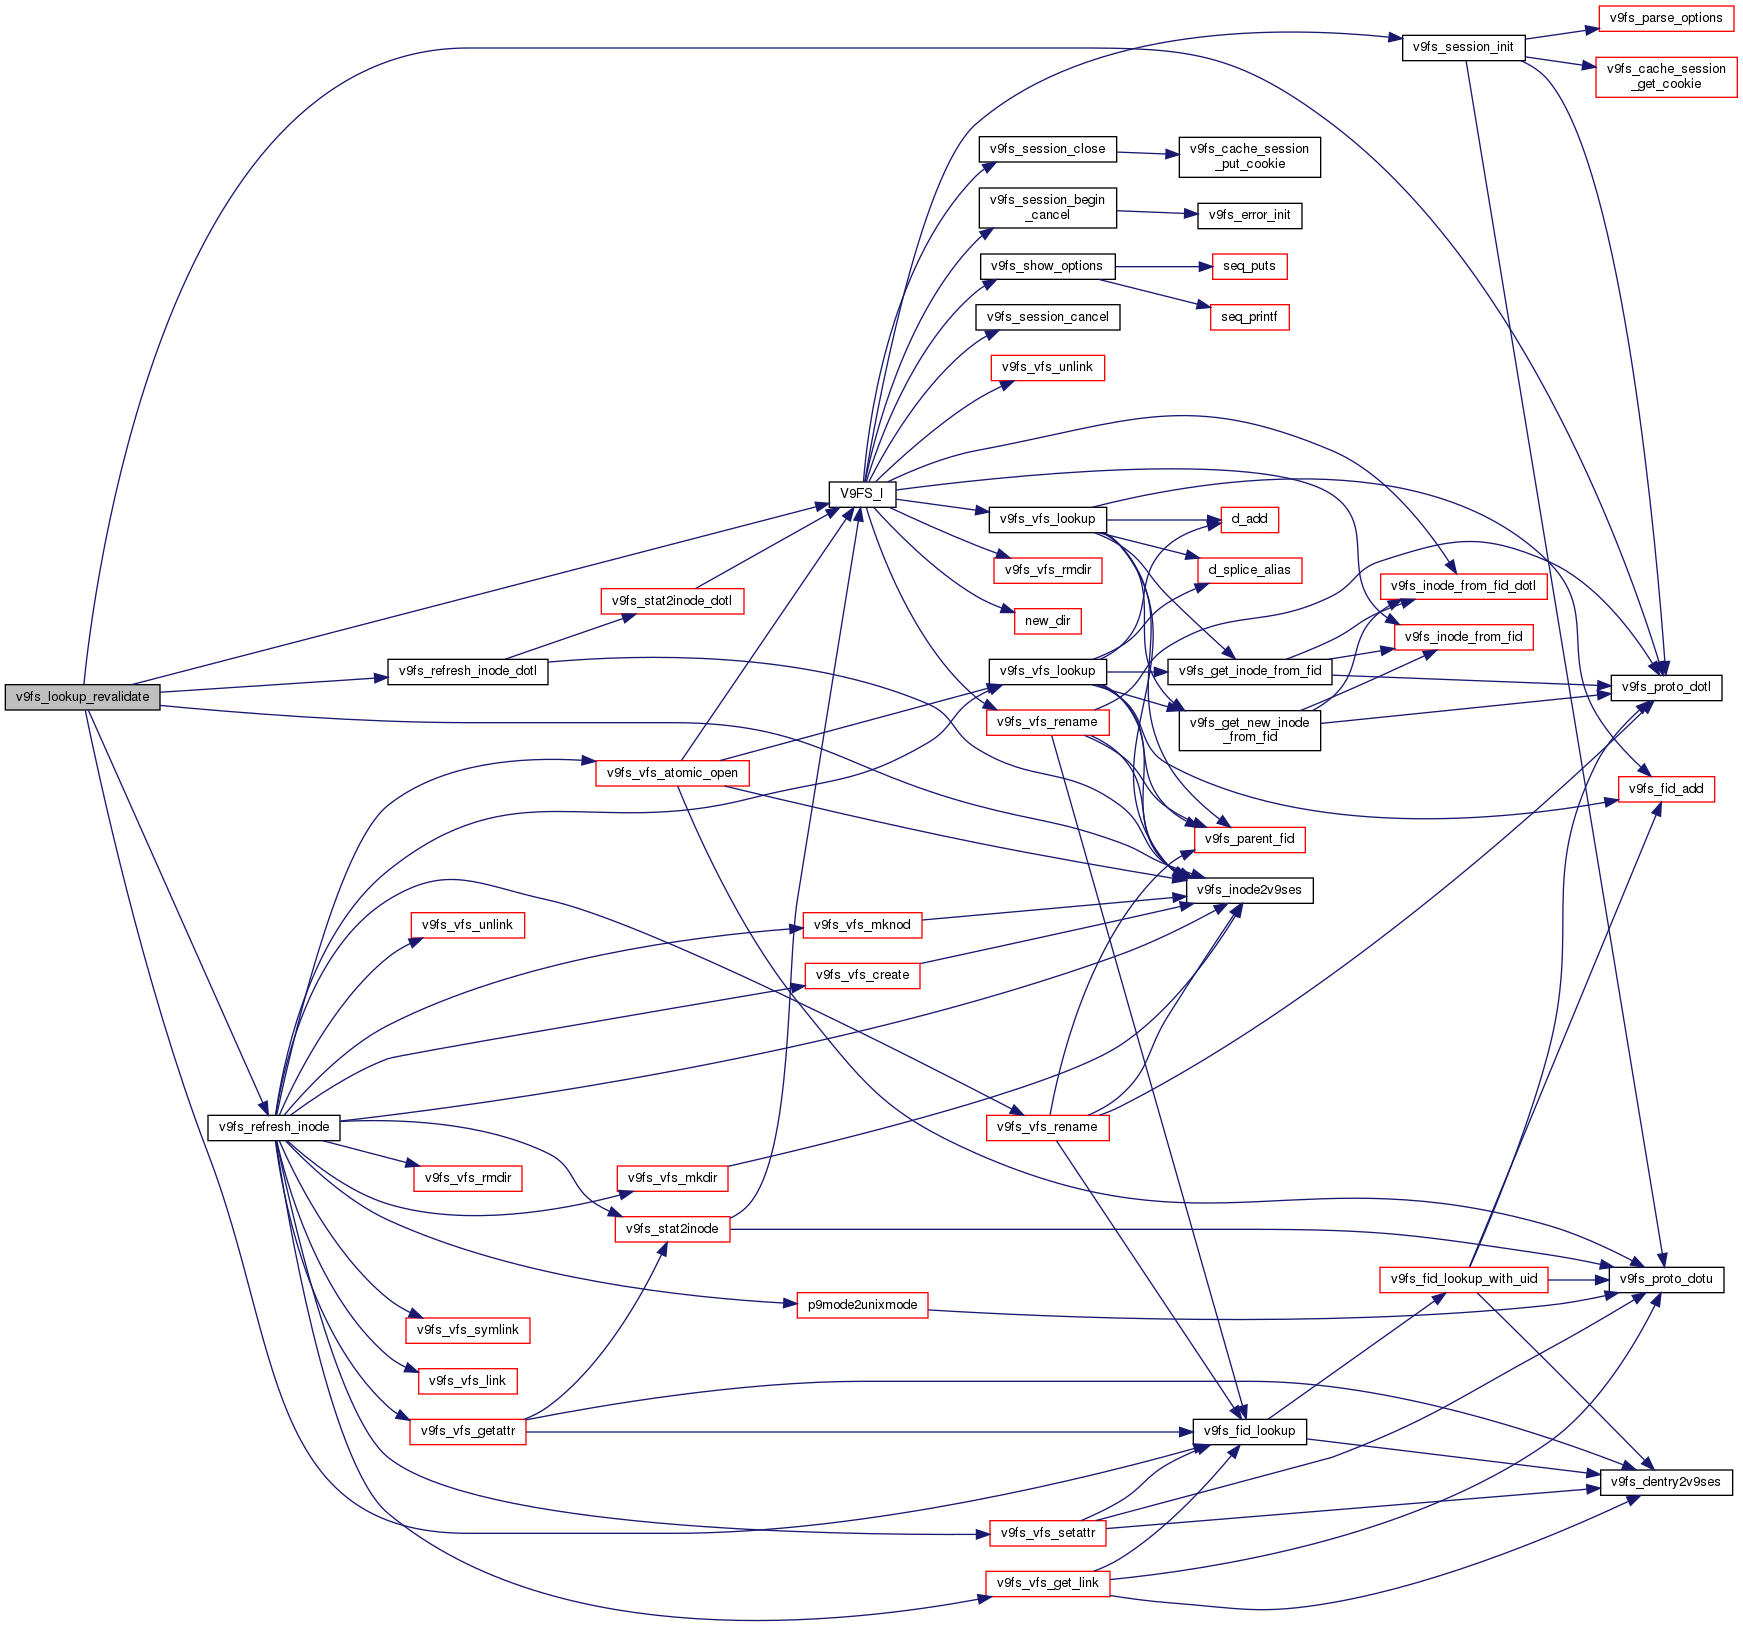 v9fs_parse_options
v9fs_session_init
v9fs_cache_session
_get_cookie
v9fs_session_close
v9fs_cache_session
_put_cookie
v9fs_session_begin
_cancel
v9fs_error_init
v9fs_show_options
seq_puts
v9fs_session_cancel
seq_printf
v9fs_vfs_unlink
V9FS_I
v9fs_vfs_lookup
d_add
v9fs_vfs_rmdir
d_splice_alias
v9fs_inode_from_fid_dotl
v9fs_stat2inode_dotl
new_dir
v9fs_inode_from_fid
v9fs_refresh_inode_dotl
v9fs_vfs_lookup
v9fs_get_inode_from_fid
v9fs_proto_dotl
v9fs_lookup_revalidate
v9fs_vfs_rename
v9fs_get_new_inode
_from_fid
v9fs_vfs_atomic_open
v9fs_fid_add
v9fs_parent_fid
v9fs_inode2v9ses
v9fs_vfs_unlink
v9fs_vfs_mknod
v9fs_vfs_create
v9fs_refresh_inode
v9fs_vfs_rename
v9fs_vfs_rmdir
v9fs_vfs_mkdir
v9fs_stat2inode
v9fs_fid_lookup_with_uid
v9fs_proto_dotu
p9mode2unixmode
v9fs_vfs_symlink
v9fs_vfs_link
v9fs_vfs_getattr
v9fs_fid_lookup
v9fs_dentry2v9ses
v9fs_vfs_setattr
v9fs_vfs_get_link